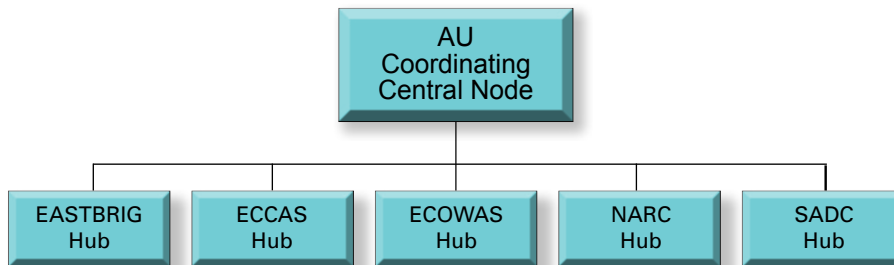 AU
Coordinating
Central Node
EASTBRIG
Hub
ECCAS
Hub
ECOWAS
Hub
NARC
Hub
SADC
Hub